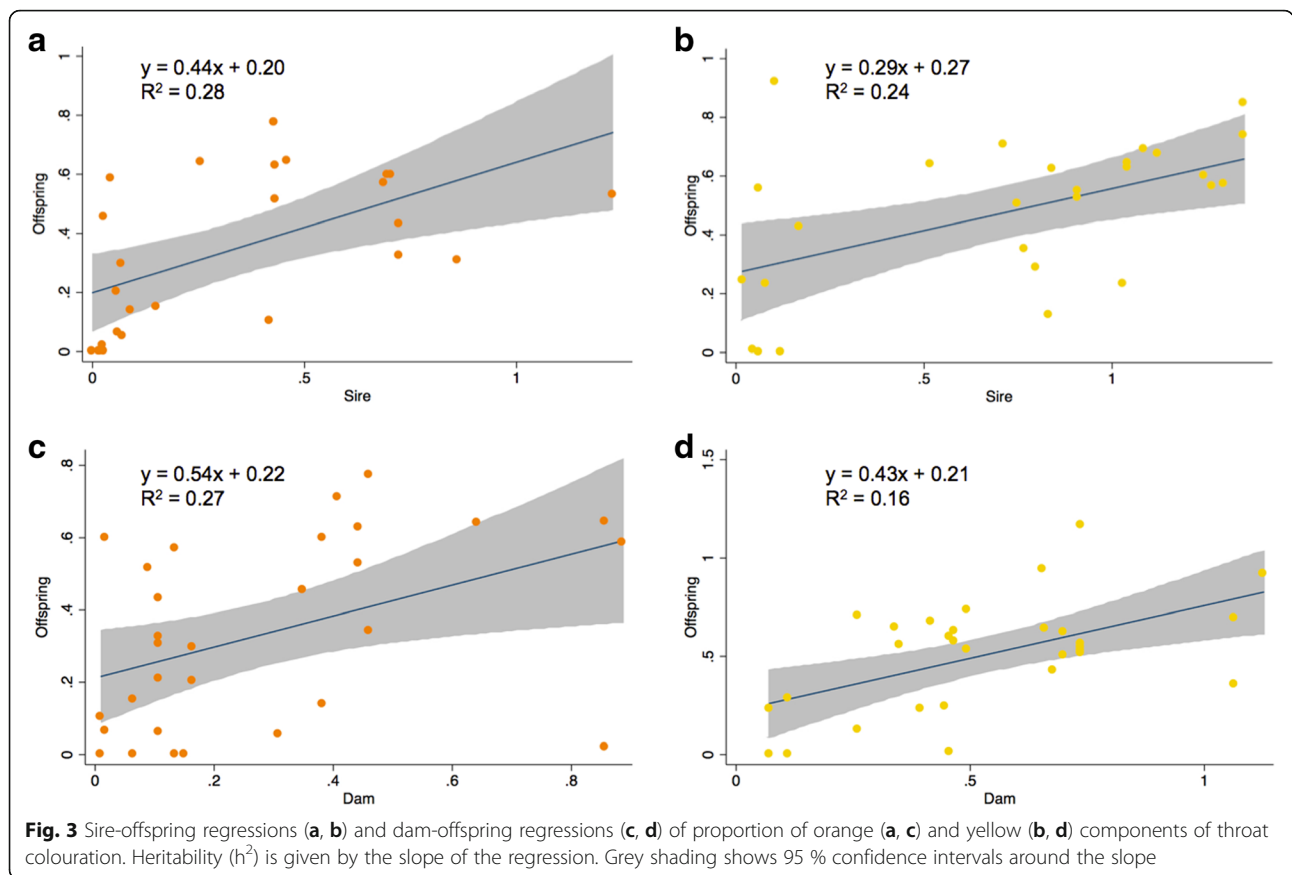 a
y = 0.44x + 0.20
R² = 0.28
Offspring
1
.8
.6
.4
.2
0
0 .5 1
Sire
b
y = 0.29x + 0.27
R² = 0.24
Offspring
1
.8
.6
.4
.2
0
0 .5 1
Sire
c
y = 0.54x + 0.22
R² = 0.27
Offspring
.8
.6
.4
.2
0
0 .2 .4 .6 .8
Dam
d
y = 0.43x + 0.21
R² = 0.16
Offspring
1.5
1
.5
0
0 .5 1
Dam
Fig. 3 Sire-offspring regressions (a, b) and dam-offspring regressions (c, d) of proportion of orange (a, c) and yellow (b, d) components of throat
colouration. Heritability (h²) is given by the slope of the regression. Grey shading shows 95 % confidence intervals around the slope